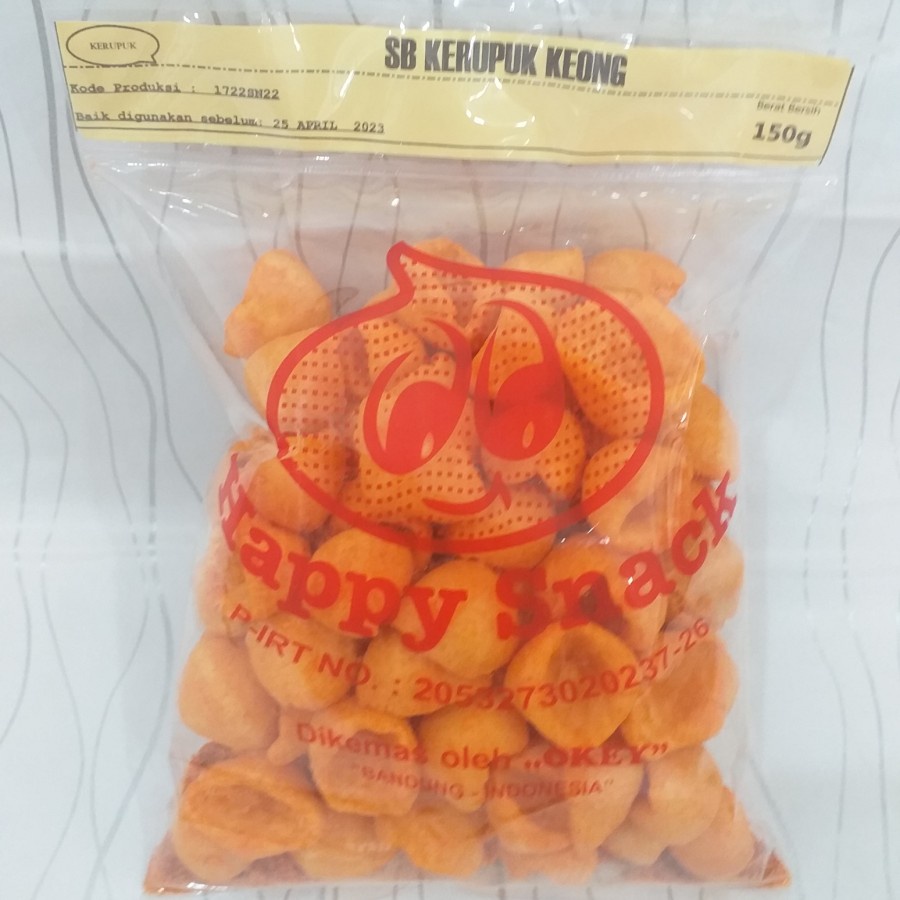 KERUPUK
SB KERUPUK KEONG
Kode Produksi : 1722SN22
Baik digunakan sebelum: 25 APRIL 2023
Berat Bersih
150g
Happy Snack
P-IRT NO. : 2053273020237-26
Dikemas oleh „OKEY”
"BANDUNG - INDONESIA"